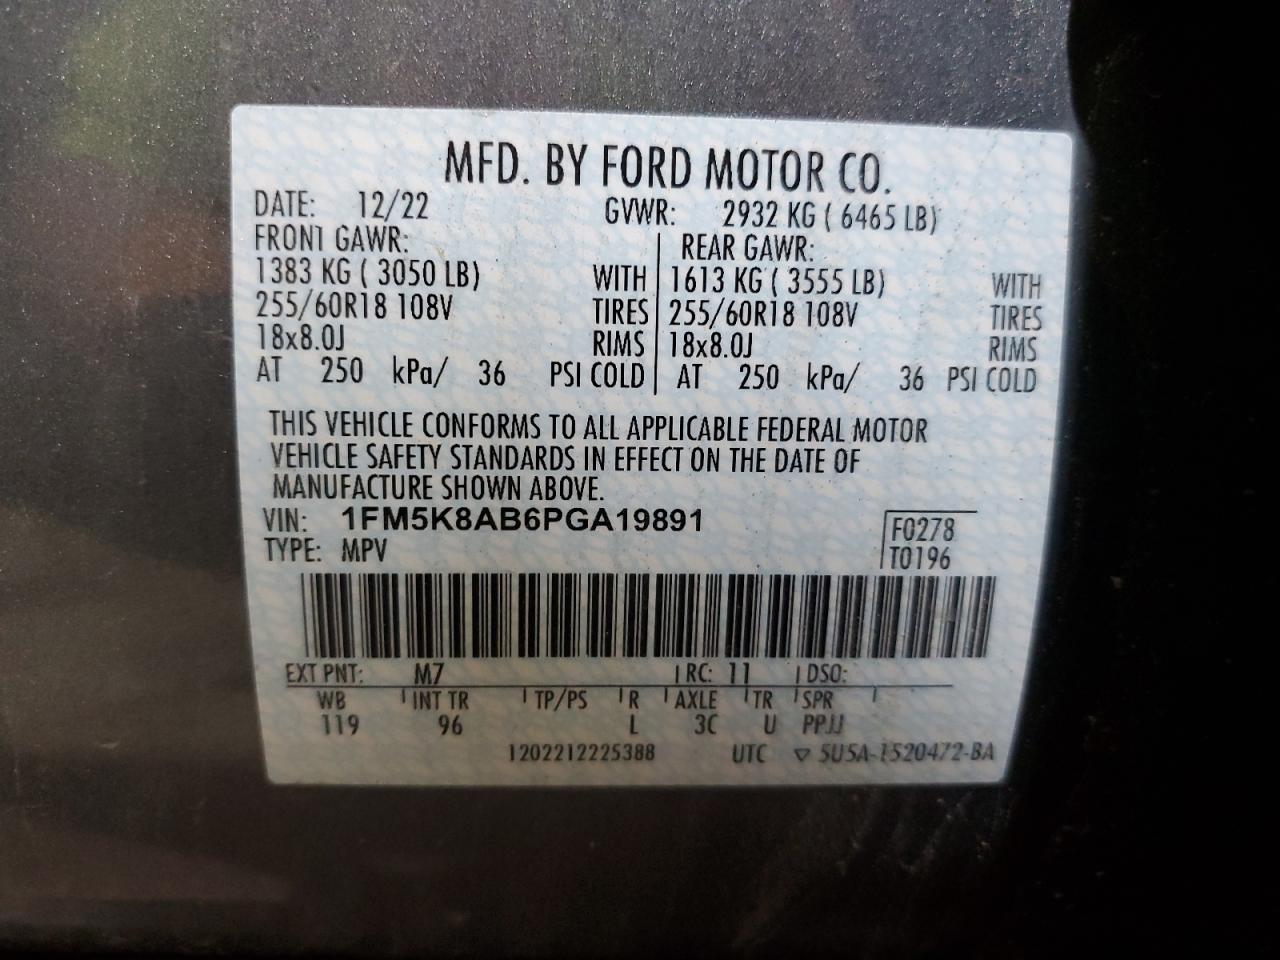 MFD. BY FORD MOTOR CO.
DATE: 12/22 GVWR: 2932 KG ( 6465 LB)
FRONT GAWR: REAR GAWR:
1383 KG ( 3050 LB) WITH 1613 KG ( 3555 LB) WITH
255/60R18 108V TIRES 255/60R18 108V TIRES
18x8.0J RIMS 18x8.0J RIMS
AT 250 kPa/ 36 PSI COLD AT 250 kPa/ 36 PSI COLD
THIS VEHICLE CONFORMS TO ALL APPLICABLE FEDERAL MOTOR
VEHICLE SAFETY STANDARDS IN EFFECT ON THE DATE OF
MANUFACTURE SHOWN ABOVE.
VIN: 1FM5K8AB6PGA19891 F0278
TYPE: MPV T0196
EXT PNT: M7 RC: 11 DSO:
WB INT TR TP/PS R AXLE TR SPR
119 96 L 3C U PPJJ
1202212225388 UTC ▽ 5U5A-1520472-BA